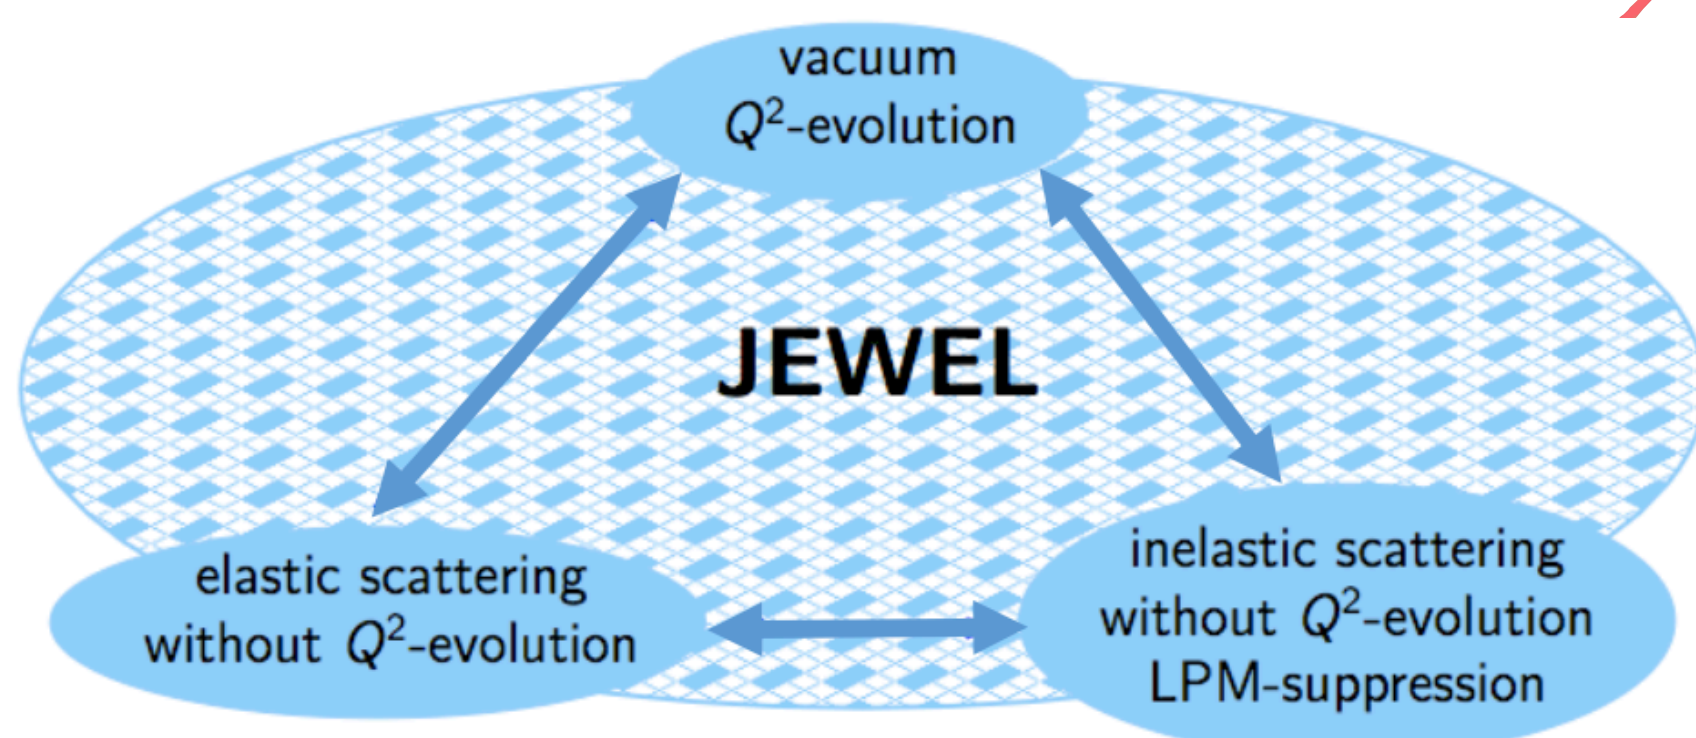 vacuum
Q²-evolution
JEWEL
elastic scattering
without Q²-evolution
inelastic scattering
without Q²-evolution
LPM-suppression